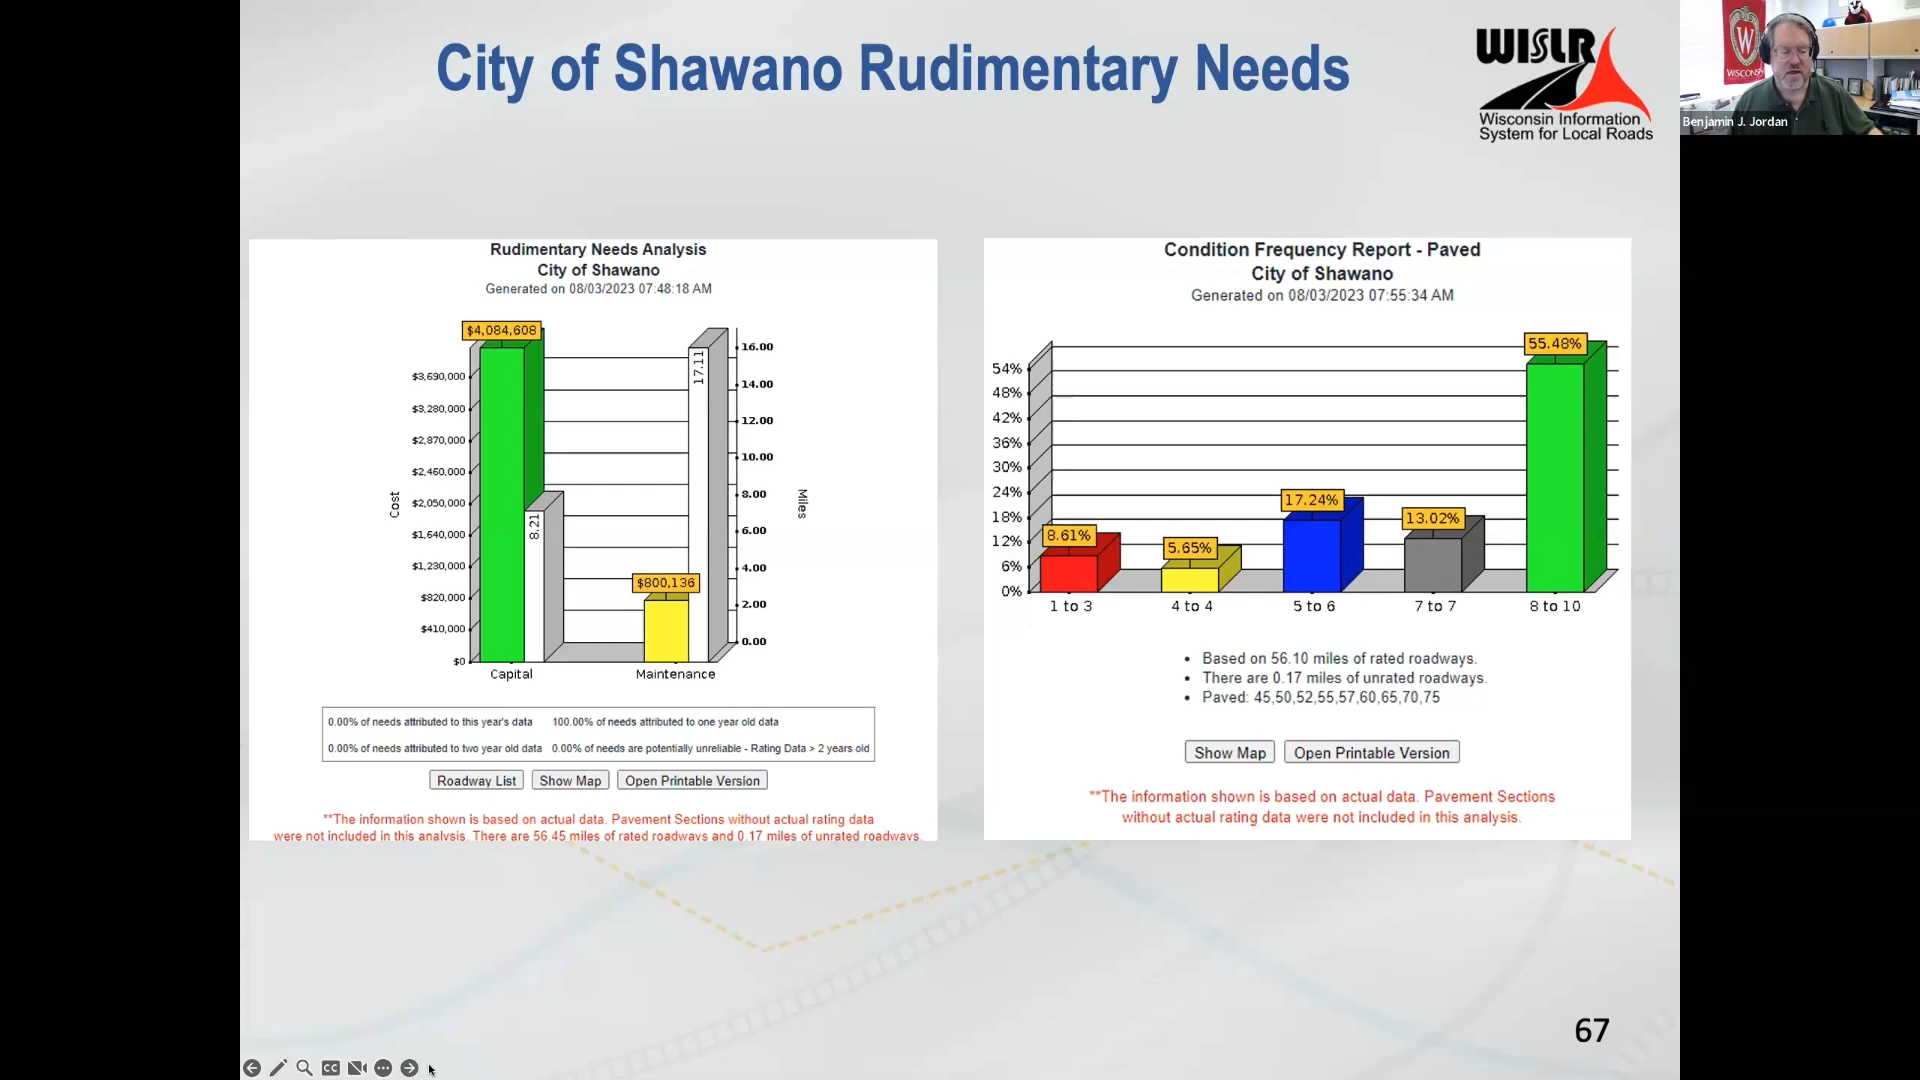 City of Shawano Rudimentary Needs
WISLR
Wisconsin Information
System for Local Roads
W
WISCONSIN
Benjamin J. Jordan
Rudimentary Needs Analysis
City of Shawano
Generated on 08/03/2023 07:48:18 AM
$4,084,608
$3,690,000
$3,280,000
$2,870,000
$2,460,000
$2,050,000
$1,640,000
$1,230,000
$820,000
$410,000
$0
Cost
8.21
$800,136
17.11
16.00
14.00
12.00
10.00
8.00
6.00
4.00
2.00
0.00
Miles
Capital
Maintenance
0.00% of needs attributed to this year's data 100.00% of needs attributed to one year old data
0.00% of needs attributed to two year old data 0.00% of needs are potentially unreliable - Rating Data > 2 years old
Roadway List Show Map Open Printable Version
**The information shown is based on actual data. Pavement Sections without actual rating data
were not included in this analysis. There are 56.45 miles of rated roadways and 0.17 miles of unrated roadways.
Condition Frequency Report - Paved
City of Shawano
Generated on 08/03/2023 07:55:34 AM
54%
48%
42%
36%
30%
24%
18%
12%
6%
0%
8.61%
5.65%
17.24%
13.02%
55.48%
1 to 3
4 to 4
5 to 6
7 to 7
8 to 10
• Based on 56.10 miles of rated roadways.
• There are 0.17 miles of unrated roadways.
• Paved: 45,50,52,55,57,60,65,70,75
Show Map Open Printable Version
**The information shown is based on actual data. Pavement Sections
without actual rating data were not included in this analysis.
67
CC